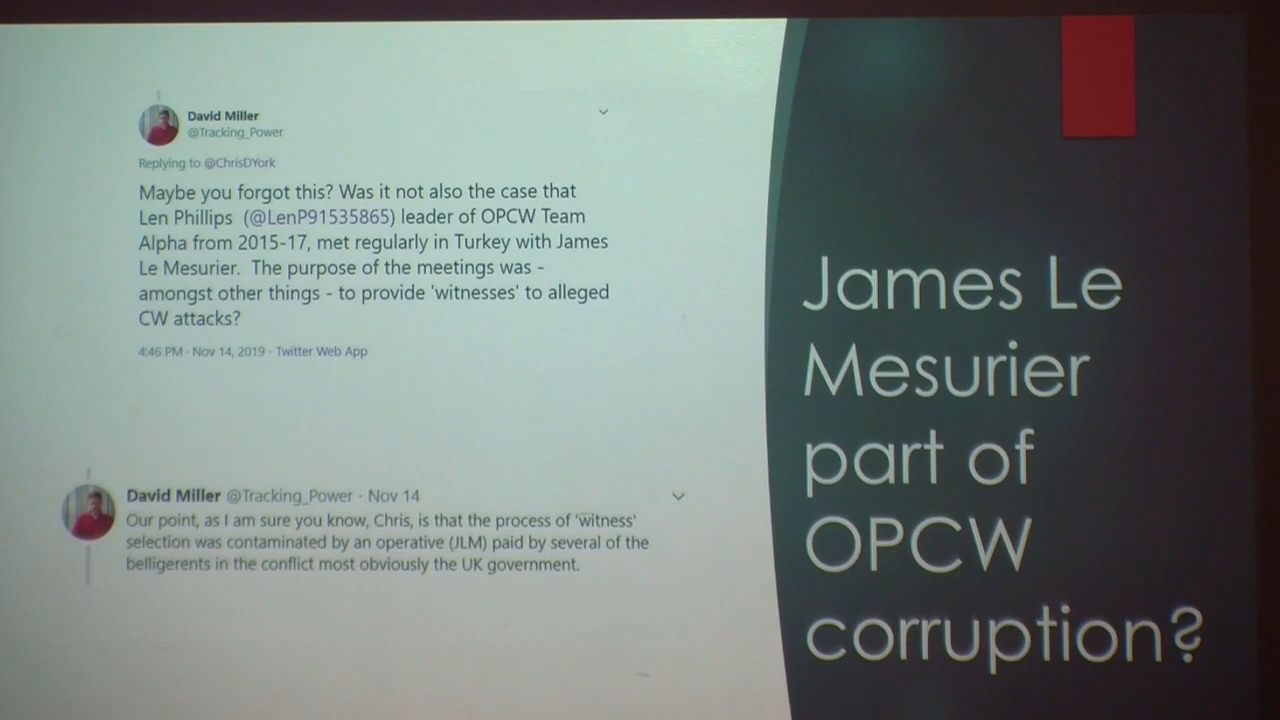 David Miller
@Tracking_Power
Replying to @ChrisDYork
Maybe you forgot this? Was it not also the case that
Len Phillips (@LenP91535865) leader of OPCW Team
Alpha from 2015-17, met regularly in Turkey with James
Le Mesurier. The purpose of the meetings was -
amongst other things - to provide 'witnesses' to alleged
CW attacks?
4:46 PM · Nov 14, 2019 · Twitter Web App
David Miller @Tracking_Power · Nov 14
Our point, as I am sure you know, Chris, is that the process of 'witness'
selection was contaminated by an operative (JLM) paid by several of the
belligerents in the conflict most obviously the UK government.
James Le
Mesurier
part of
OPCW
corruption?